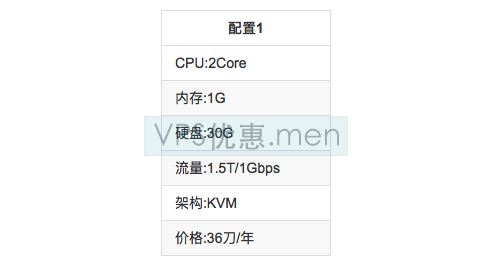 配置1
CPU:2Core
内存:1G
硬盘:30G
VPS优惠.men
流量:1.5T/1Gbps
架构:KVM
价格:36刀/年